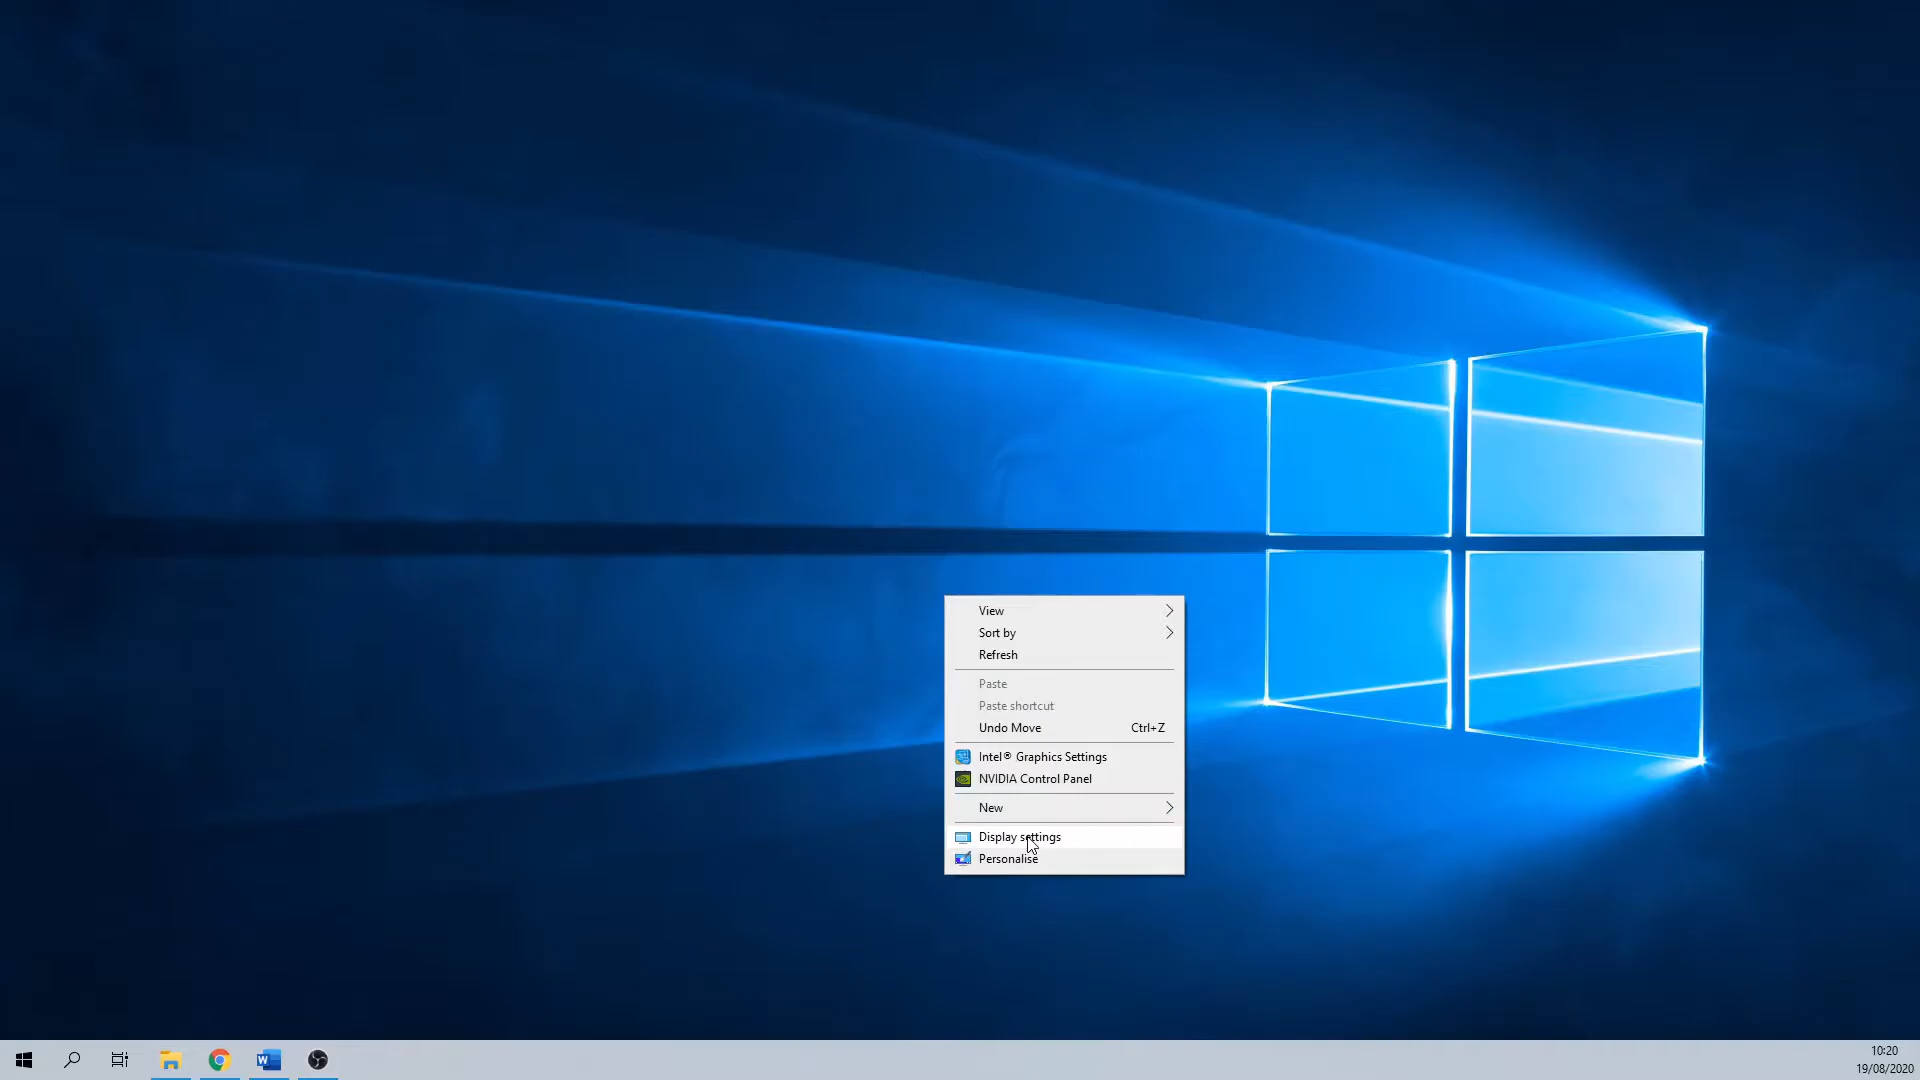 View
Sort by
Refresh
Paste
Paste shortcut
Undo Move Ctrl+Z
Intel® Graphics Settings
NVIDIA Control Panel
New
Display settings
Personalise
10:20
19/08/2020